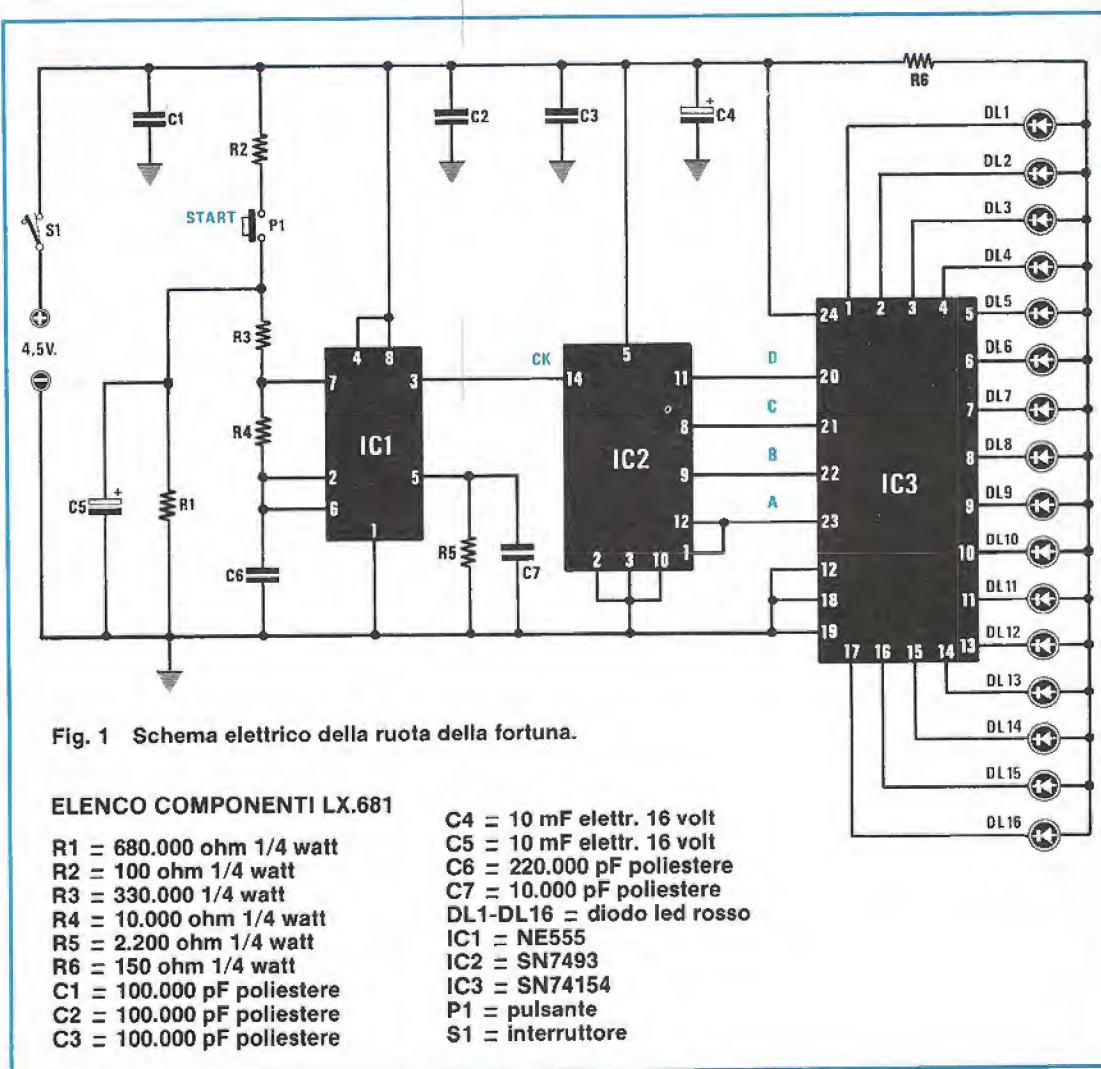 R6
DL1
C1
C2
C3
+
C4
R2
DL2
START
P1
DL3
S1
DL4
24
1
2
3
4
5
DL5
4,5V.
R3
4
8
CK
5
D
6
DL6
7
3
14
11
20
C
7
DL7
R4
IC1
8
21
8
DL8
2
5
IC2
9
B
22
IC3
9
DL9
C5
+
R1
6
A
10
DL10
1
12
23
R5
2
3
10
1
12
11
DL11
C6
C7
18
13
DL12
19
17
16
15
14
DL13
DL14
DL15
DL16
Fig. 1 Schema elettrico della ruota della fortuna.
ELENCO COMPONENTI LX.681
R1 = 680.000 ohm 1/4 watt
R2 = 100 ohm 1/4 watt
R3 = 330.000 1/4 watt
R4 = 10.000 ohm 1/4 watt
R5 = 2.200 ohm 1/4 watt
R6 = 150 ohm 1/4 watt
C1 = 100.000 pF poliestere
C2 = 100.000 pF poliestere
C3 = 100.000 pF poliestere
C4 = 10 mF elettr. 16 volt
C5 = 10 mF elettr. 16 volt
C6 = 220.000 pF poliestere
C7 = 10.000 pF poliestere
DL1-DL16 = diodo led rosso
IC1 = NE555
IC2 = SN7493
IC3 = SN74154
P1 = pulsante
S1 = interruttore